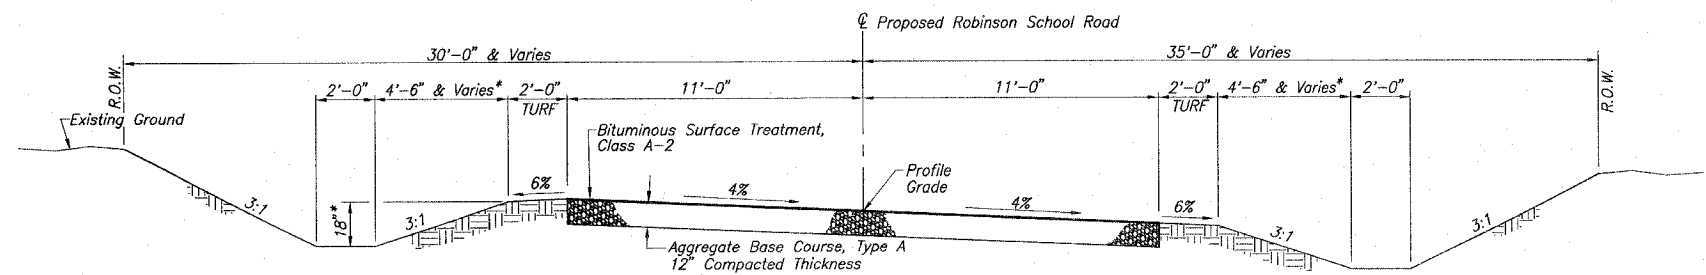 ℄ Proposed Robinson School Road
30'-0" & Varies
35'-0" & Varies
R.O.W.
2'-0"
4'-6" & Varies*
2'-0"
TURF
11'-0"
11'-0"
2'-0"
TURF
4'-6" & Varies*
2'-0"
R.O.W.
Existing Ground
Bituminous Surface Treatment,
Class A-2
Profile
Grade
6%
4%
4%
6%
3:1
18"*
3:1
3:1
3:1
Aggregate Base Course, Type A
12" Compacted Thickness